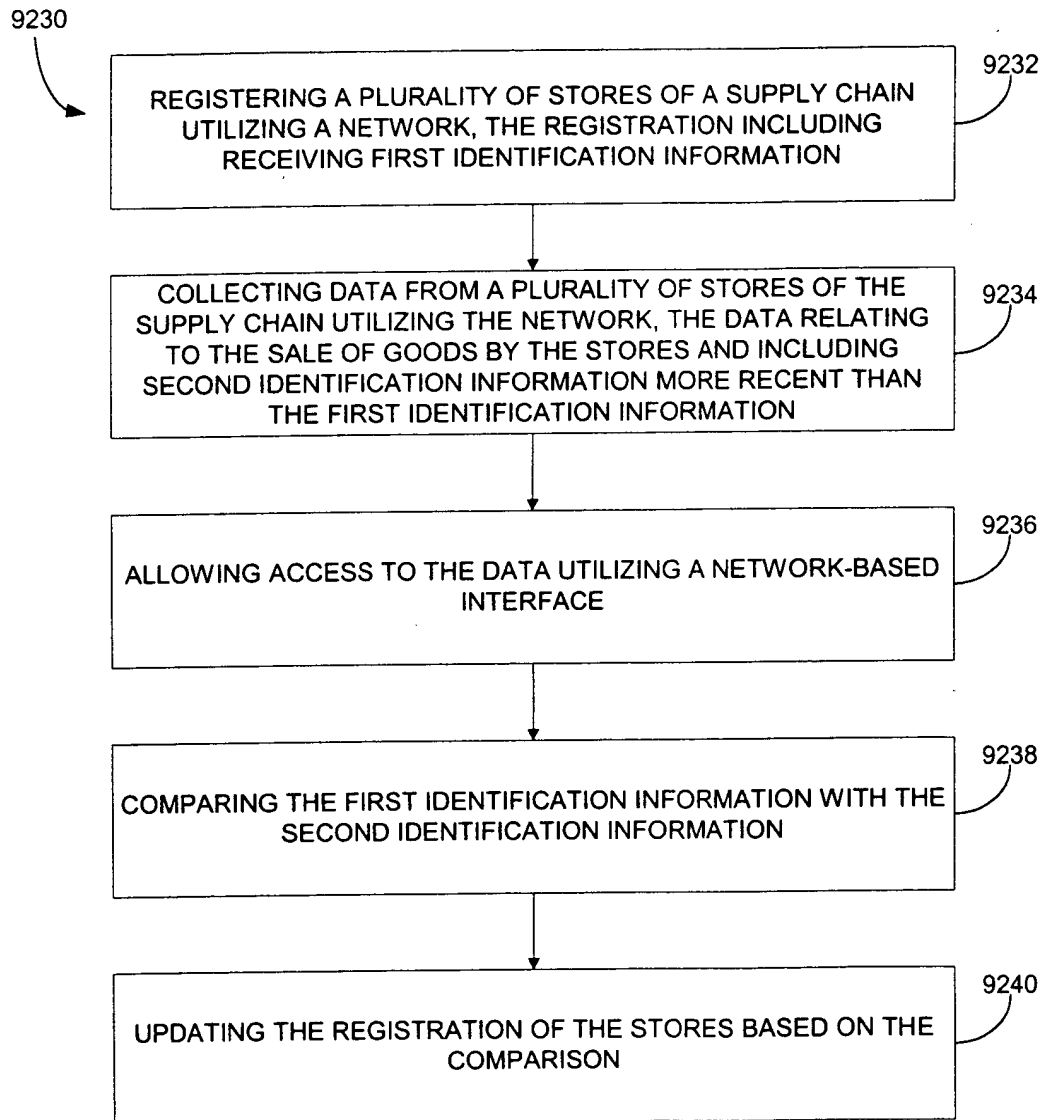 9230
9232
REGISTERING A PLURALITY OF STORES OF A SUPPLY CHAIN
UTILIZING A NETWORK, THE REGISTRATION INCLUDING
RECEIVING FIRST IDENTIFICATION INFORMATION
9234
COLLECTING DATA FROM A PLURALITY OF STORES OF THE
SUPPLY CHAIN UTILIZING THE NETWORK, THE DATA RELATING
TO THE SALE OF GOODS BY THE STORES AND INCLUDING
SECOND IDENTIFICATION INFORMATION MORE RECENT THAN
THE FIRST IDENTIFICATION INFORMATION
9236
ALLOWING ACCESS TO THE DATA UTILIZING A NETWORK-BASED
INTERFACE
9238
COMPARING THE FIRST IDENTIFICATION INFORMATION WITH THE
SECOND IDENTIFICATION INFORMATION
9240
UPDATING THE REGISTRATION OF THE STORES BASED ON THE
COMPARISON